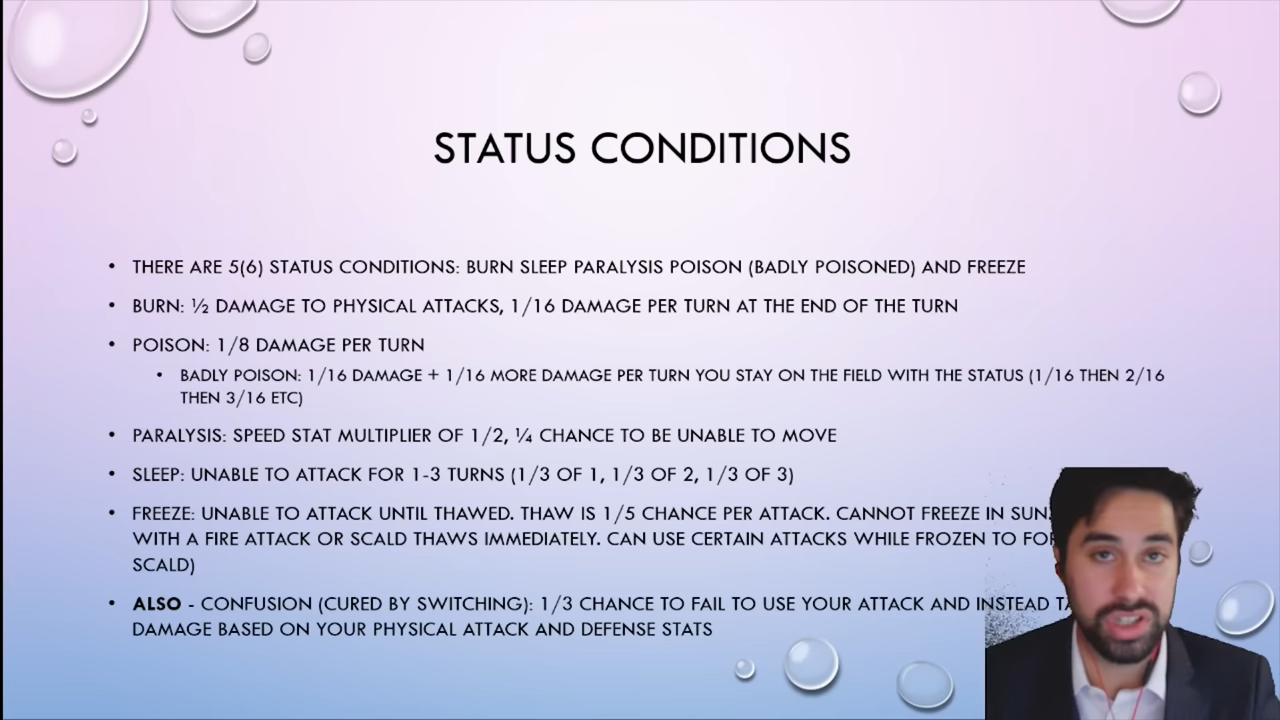 STATUS CONDITIONS
• THERE ARE 5(6) STATUS CONDITIONS: BURN SLEEP PARALYSIS POISON (BADLY POISONED) AND FREEZE
• BURN: ½ DAMAGE TO PHYSICAL ATTACKS, 1/16 DAMAGE PER TURN AT THE END OF THE TURN
• POISON: 1/8 DAMAGE PER TURN
• BADLY POISON: 1/16 DAMAGE + 1/16 MORE DAMAGE PER TURN YOU STAY ON THE FIELD WITH THE STATUS (1/16 THEN 2/16
THEN 3/16 ETC)
• PARALYSIS: SPEED STAT MULTIPLIER OF 1/2, ¼ CHANCE TO BE UNABLE TO MOVE
• SLEEP: UNABLE TO ATTACK FOR 1-3 TURNS (1/3 OF 1, 1/3 OF 2, 1/3 OF 3)
• FREEZE: UNABLE TO ATTACK UNTIL THAWED. THAW IS 1/5 CHANCE PER ATTACK. CANNOT FREEZE IN SUN.
WITH A FIRE ATTACK OR SCALD THAWS IMMEDIATELY. CAN USE CERTAIN ATTACKS WHILE FROZEN TO
SCALD)
• ALSO - CONFUSION (CURED BY SWITCHING): 1/3 CHANCE TO FAIL TO USE YOUR ATTACK AND INSTEAD
DAMAGE BASED ON YOUR PHYSICAL ATTACK AND DEFENSE STATS